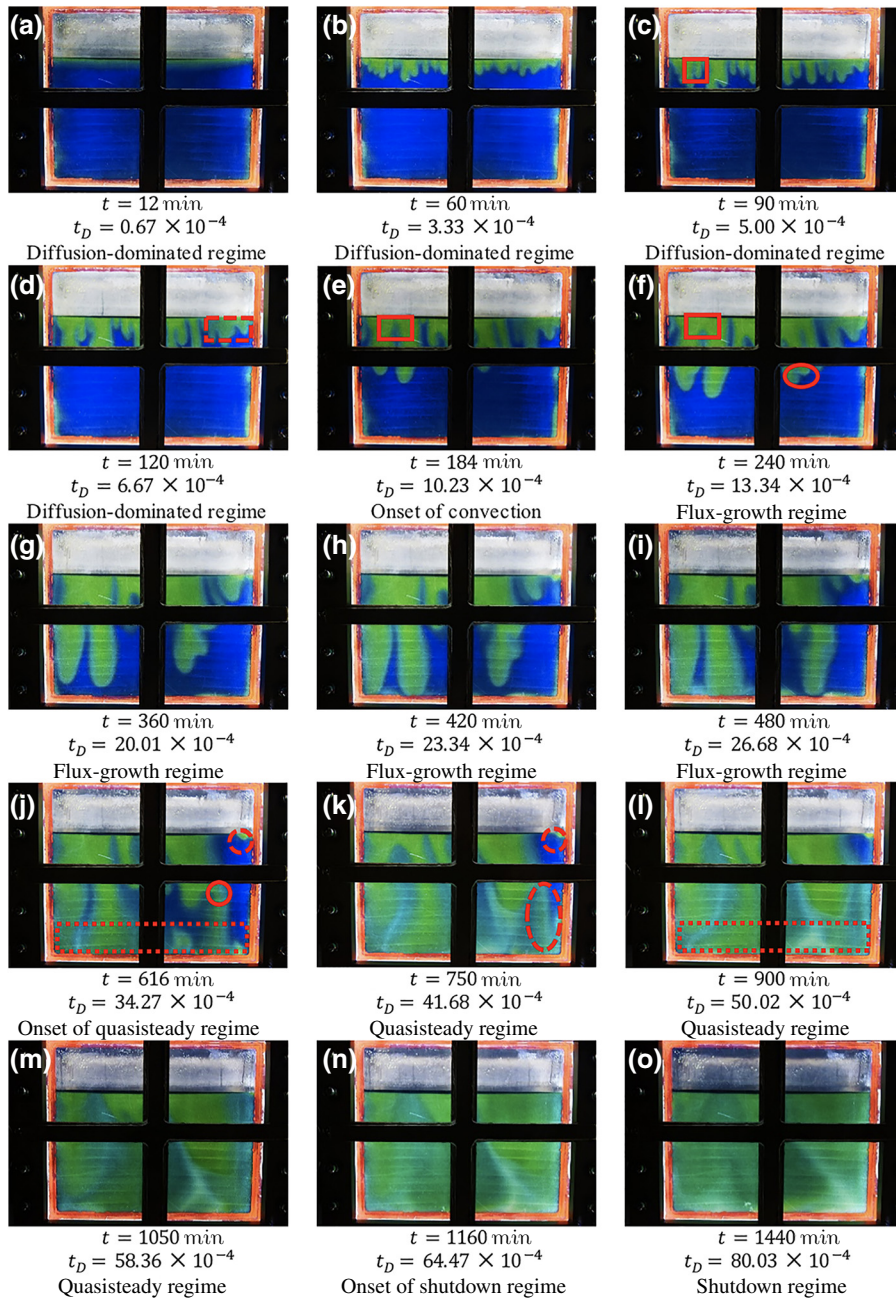 (a)
(b)
(c)
t = 12 min
t_D = 0.67 × 10⁻⁴
Diffusion-dominated regime
t = 60 min
t_D = 3.33 × 10⁻⁴
Diffusion-dominated regime
t = 90 min
t_D = 5.00 × 10⁻⁴
Diffusion-dominated regime
(d)
(e)
(f)
t = 120 min
t_D = 6.67 × 10⁻⁴
Diffusion-dominated regime
t = 184 min
t_D = 10.23 × 10⁻⁴
Onset of convection
t = 240 min
t_D = 13.34 × 10⁻⁴
Flux-growth regime
(g)
(h)
(i)
t = 360 min
t_D = 20.01 × 10⁻⁴
Flux-growth regime
t = 420 min
t_D = 23.34 × 10⁻⁴
Flux-growth regime
t = 480 min
t_D = 26.68 × 10⁻⁴
Flux-growth regime
(j)
(k)
(l)
t = 616 min
t_D = 34.27 × 10⁻⁴
Onset of quasisteady regime
t = 750 min
t_D = 41.68 × 10⁻⁴
Quasisteady regime
t = 900 min
t_D = 50.02 × 10⁻⁴
Quasisteady regime
(m)
(n)
(o)
t = 1050 min
t_D = 58.36 × 10⁻⁴
Quasisteady regime
t = 1160 min
t_D = 64.47 × 10⁻⁴
Onset of shutdown regime
t = 1440 min
t_D = 80.03 × 10⁻⁴
Shutdown regime